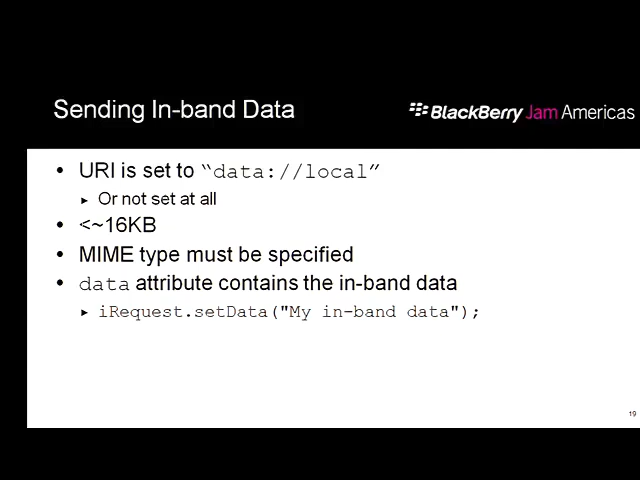 Sending In-band Data
BlackBerry Jam Americas
• URI is set to “data://local”
▸ Or not set at all
• <~16KB
• MIME type must be specified
• data attribute contains the in-band data
▸ iRequest.setData("My in-band data");
19